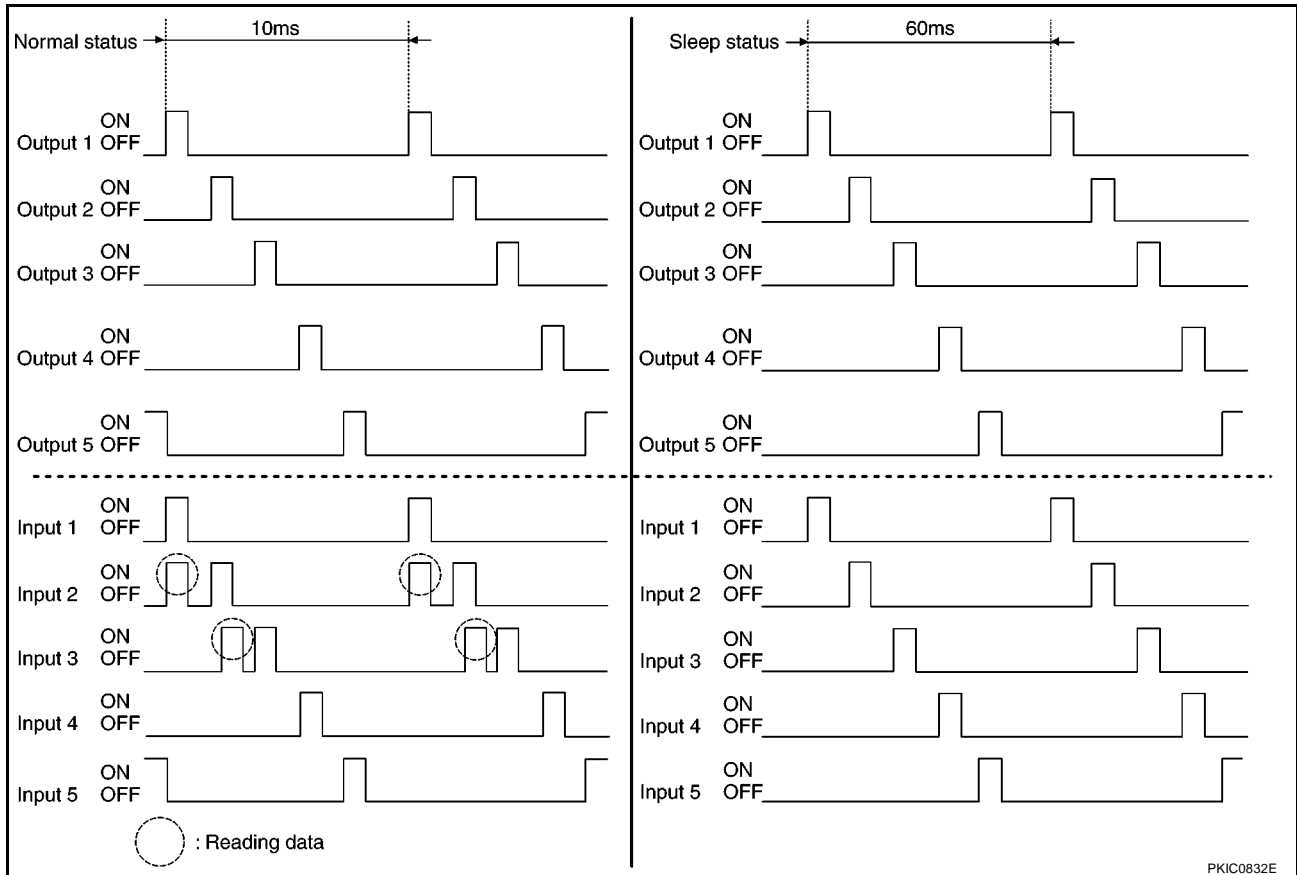 Normal status
10ms
ON
Output 1 OFF
ON
Output 2 OFF
ON
Output 3 OFF
ON
Output 4 OFF
ON
Output 5 OFF
ON
Input 1 OFF
ON
Input 2 OFF
ON
Input 3 OFF
ON
Input 4 OFF
ON
Input 5 OFF
: Reading data
Sleep status
60ms
ON
Output 1 OFF
ON
Output 2 OFF
ON
Output 3 OFF
ON
Output 4 OFF
ON
Output 5 OFF
ON
Input 1 OFF
ON
Input 2 OFF
ON
Input 3 OFF
ON
Input 4 OFF
ON
Input 5 OFF
PKIC0832E